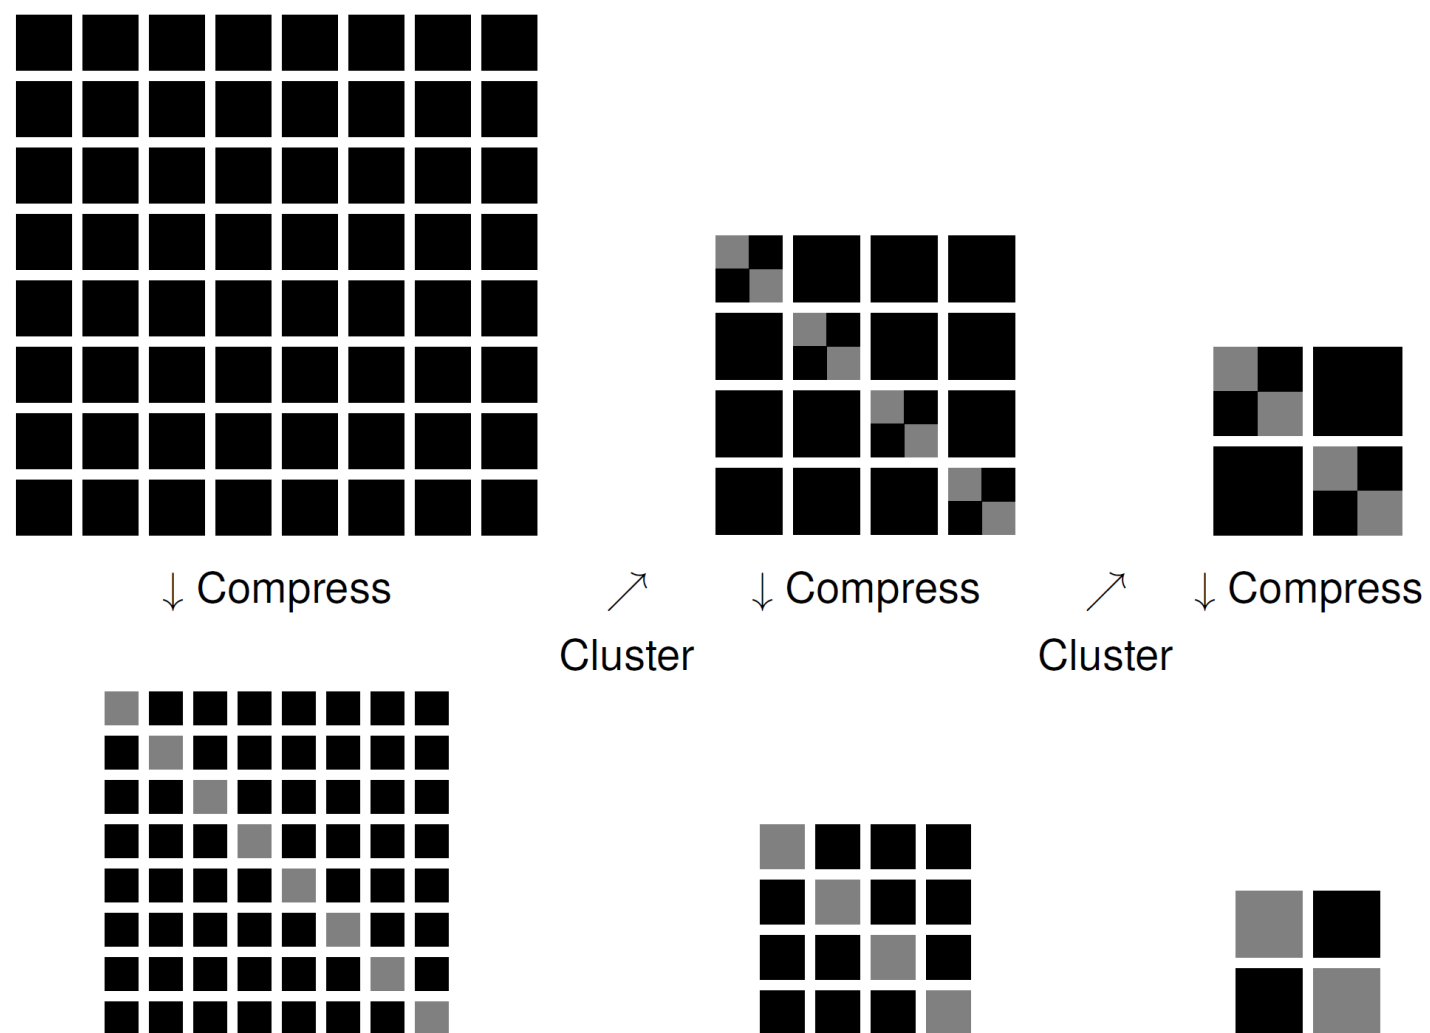 ↓ Compress
↗
Cluster
↓ Compress
↗
Cluster
↓ Compress